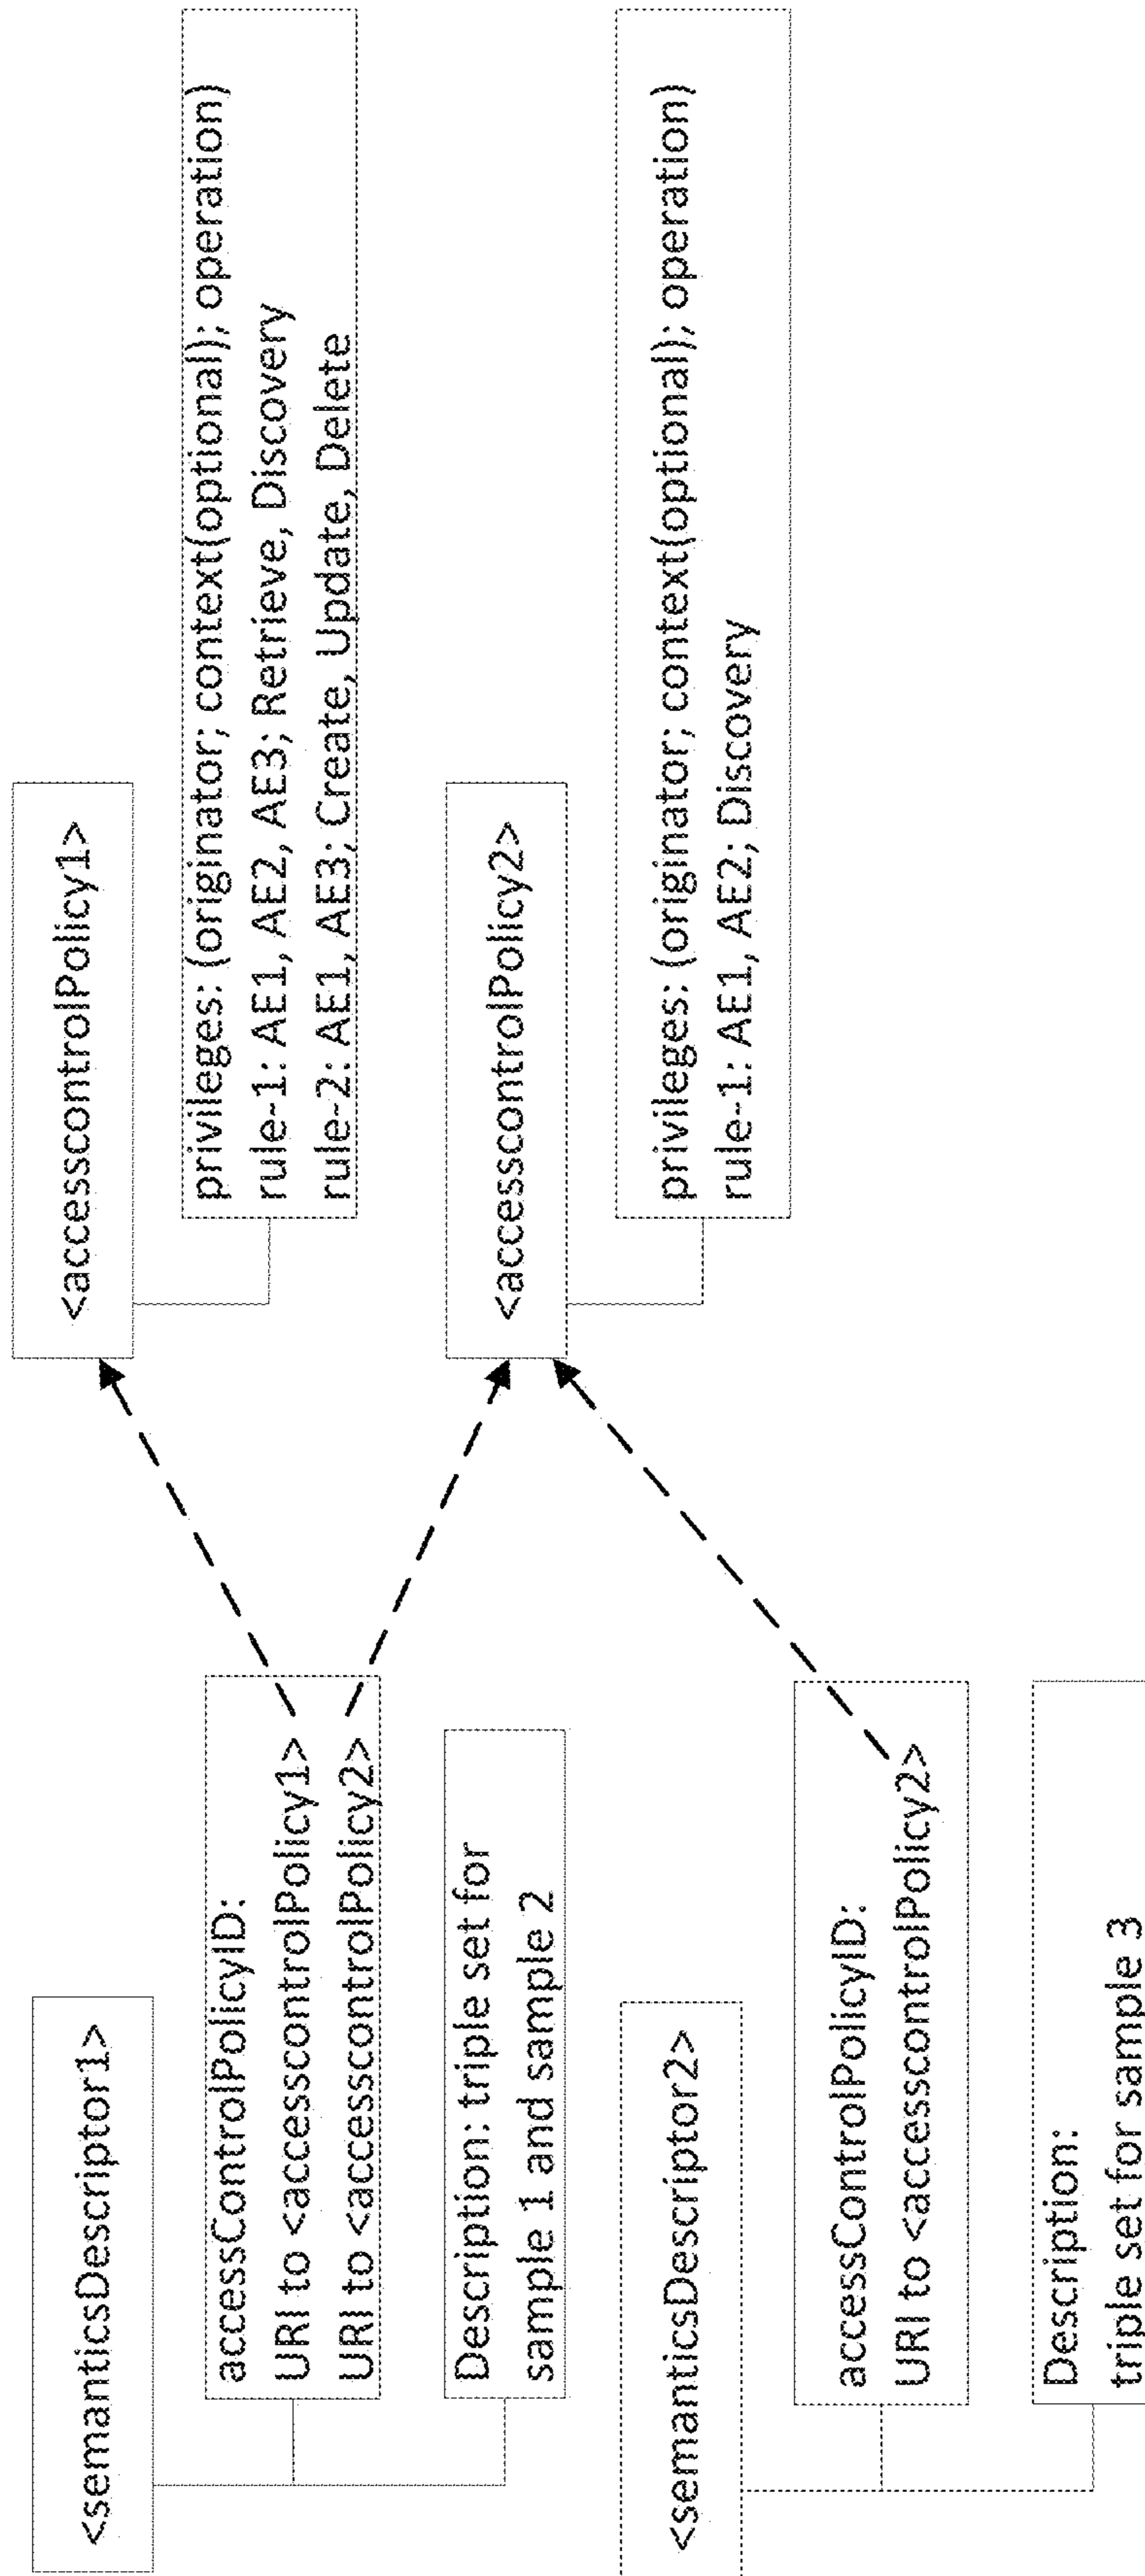 <semanticsDescriptor1>
accessControlPolicyID:
URI to <accesscontrolPolicy1>
URI to <accesscontrolPolicy2>
Description: triple set for
sample 1 and sample 2
<semanticsDescriptor2>
accessControlPolicyID:
URI to <accesscontrolPolicy2>
Description:
triple set for sample 3
<accesscontrolPolicy1>
privileges: (originator; context(optional); operation)
rule-1: AE1, AE2, AE3; Retrieve, Discovery
rule-2: AE1, AE3; Create, Update, Delete
<accesscontrolPolicy2>
privileges: (originator; context(optional); operation)
rule-1: AE1, AE2; Discovery